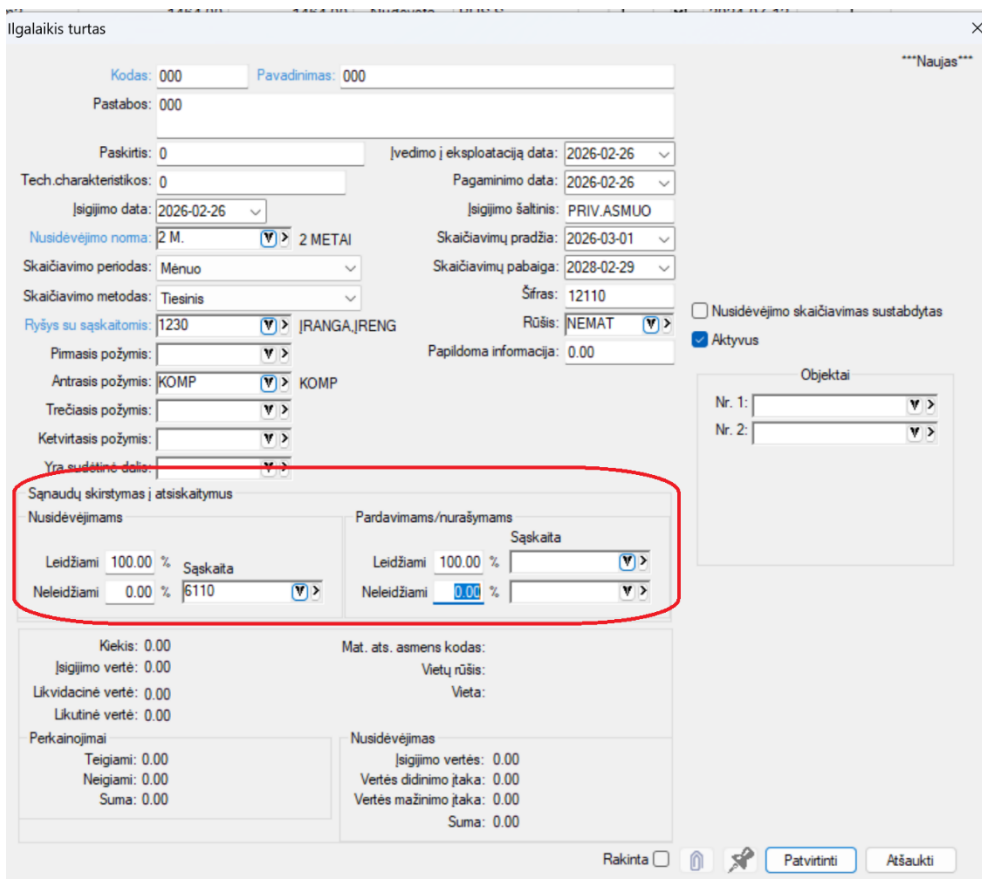 Ilgalaikis turtas
***Naujas***
Kodas: 000 Pavadinimas: 000
Pastabos: 000
Paskirtis: 0 Įvedimo į eksploataciją data: 2026-02-26
Tech.charakteristikos: 0 Pagaminimo data: 2026-02-26
Įsigijimo data: 2026-02-26 Įsigijimo šaltinis: PRIV.ASMUO
Nusidėvėjimo norma: 2 M. 2 METAI Skaičiavimų pradžia: 2026-03-01
Skaičiavimo periodas: Mėnuo Skaičiavimų pabaiga: 2028-02-29
Skaičiavimo metodas: Tiesinis Šifras: 12110
Nusidėvėjimo skaičiavimas sustabdytas
Ryšys su sąskaitomis: 1230 ĮRANGA,ĮRENG Rūšis: NEMAT
Aktyvus
Pirmasis požymis: Papildoma informacija: 0.00
Objektai
Antrasis požymis: KOMP KOMP
Nr. 1:
Trečiasis požymis:
Nr. 2:
Ketvirtasis požymis:
Yra sudėtinė dalis:
Sąnaudų skirstymas į atsiskaitymus
Nusidėvėjimams Pardavimams/nurašymams
Sąskaita
Leidžiami 100.00 % Sąskaita Leidžiami 100.00 %
Neleidžiami 0.00 % 6110 Neleidžiami 0.00 %
Kiekis: 0.00 Mat. ats. asmens kodas:
Įsigijimo vertė: 0.00 Vietų rūšis:
Likvidacinė vertė: 0.00 Vieta:
Likutinė vertė: 0.00
Perkainojimai Nusidėvėjimas
Teigiami: 0.00 Įsigijimo vertės: 0.00
Neigiami: 0.00 Vertės didinimo įtaka: 0.00
Suma: 0.00 Vertės mažinimo įtaka: 0.00
Suma: 0.00
Rakinta Patvirtinti Atšaukti